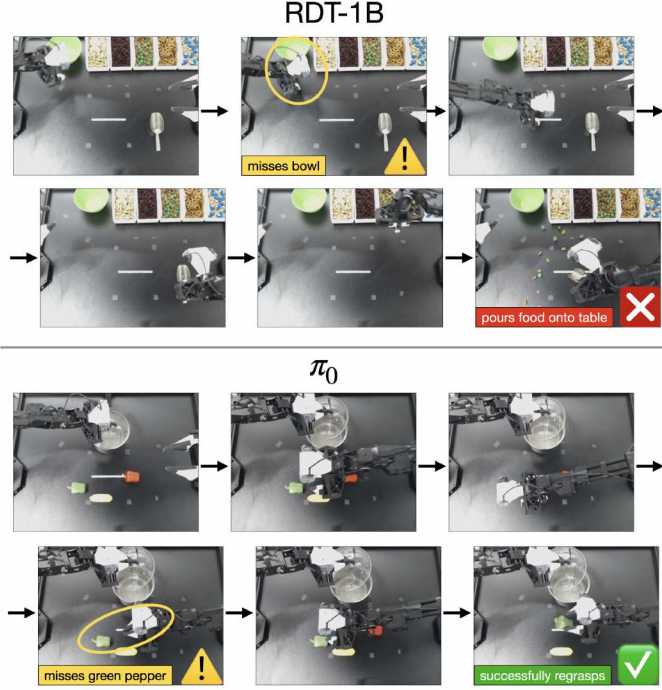 RDT-1B
misses bowl
pours food onto table
π₀
misses green pepper
successfully regrasps